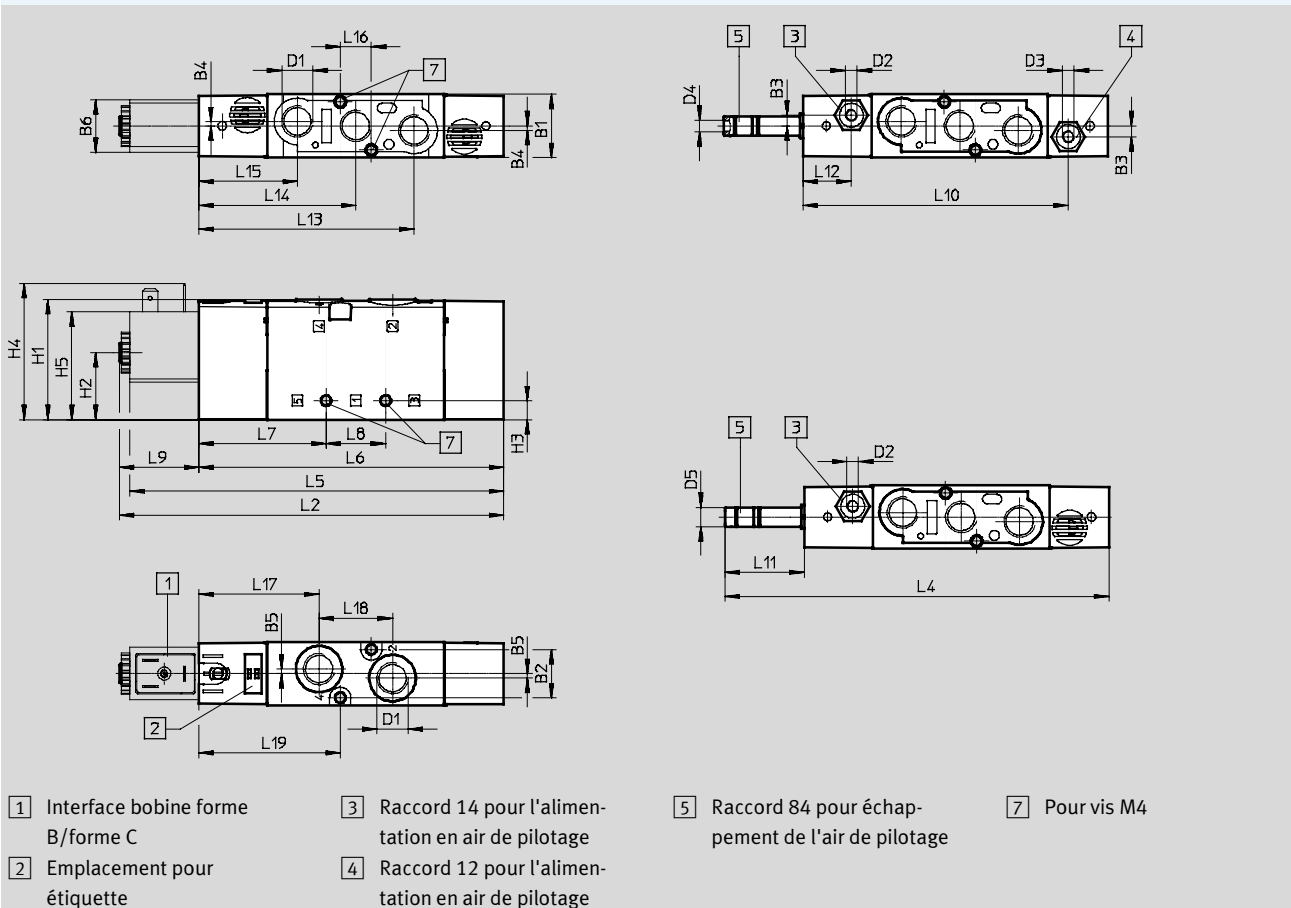 L16
D1
7
B4
B6
B1
B4
L15
L14
L13
5
3
4
D2
D3
D4
B3
B3
L12
L10
H4
H1
H5
H2
4
2
5
1
3
H3
L7
L8
7
L9
L6
L5
L2
5
3
D2
D5
L11
L4
1
L17
L18
B5
B5
B2
2
4
2
D1
L19
1 Interface bobine forme
B/forme C
2 Emplacement pour
étiquette
3 Raccord 14 pour l'alimen-
tation en air de pilotage
4 Raccord 12 pour l'alimen-
tation en air de pilotage
5 Raccord 84 pour échap-
pement de l'air de pilotage
7 Pour vis M4